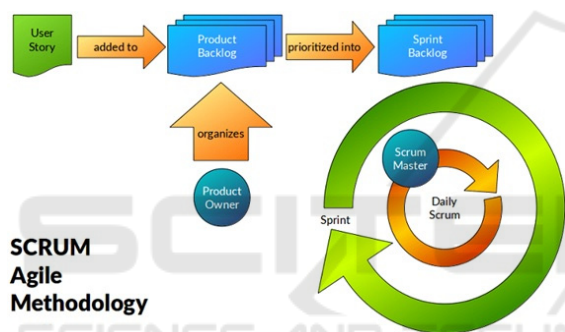 User
Story
added to
Product
Backlog
prioritized into
Sprint
Backlog
organizes
Product
Owner
Scrum
Master
Daily
Scrum
Sprint
SCRUM
Agile
Methodology